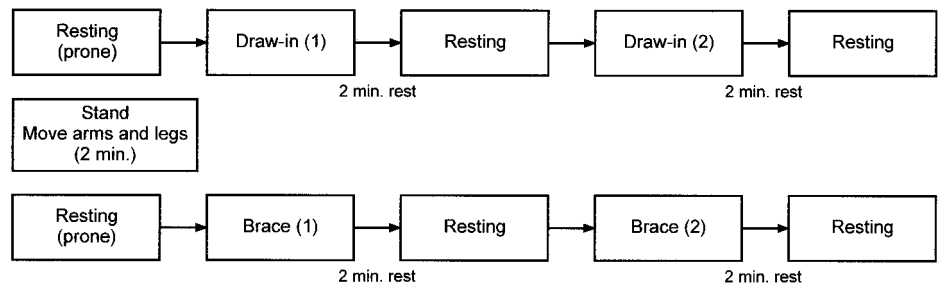 Resting
(prone)
Draw-in (1)
Resting
Draw-in (2)
Resting
2 min. rest
2 min. rest
Stand
Move arms and legs
(2 min.)
Resting
(prone)
Brace (1)
Resting
Brace (2)
Resting
2 min. rest
2 min. rest